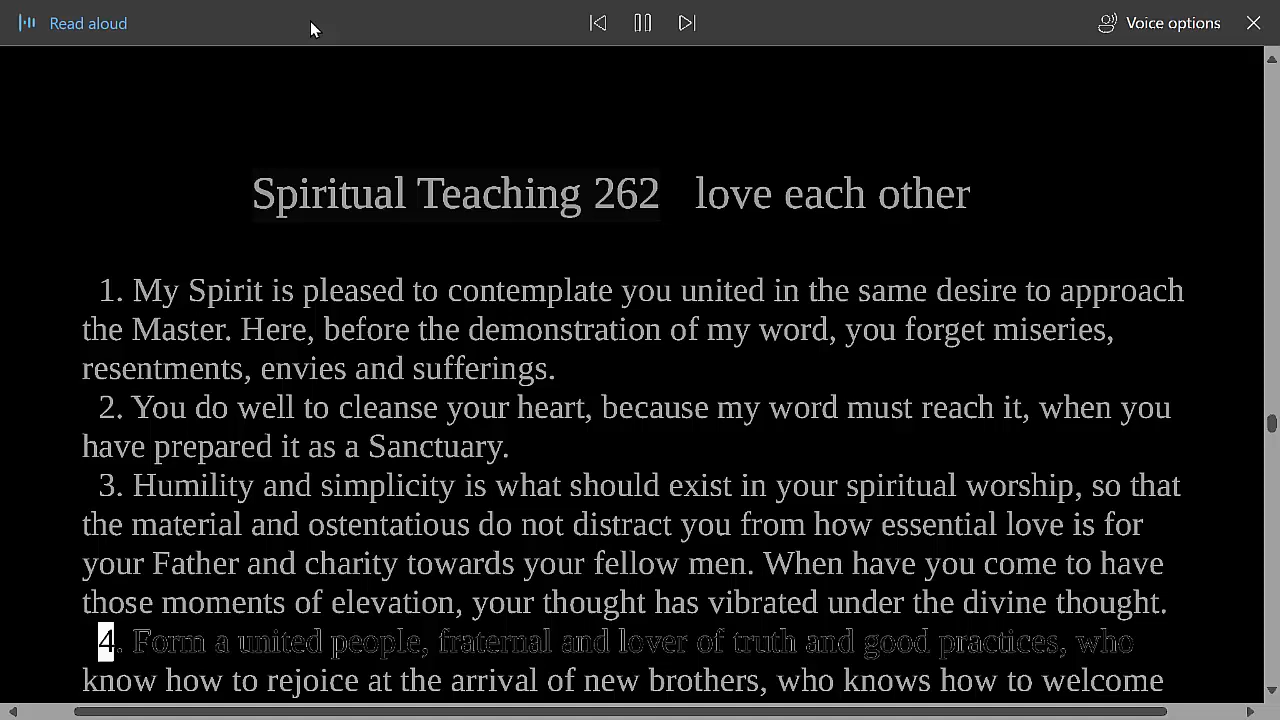 Read aloud
Voice options
Spiritual Teaching 262 love each other
1. My Spirit is pleased to contemplate you united in the same desire to approach
the Master. Here, before the demonstration of my word, you forget miseries,
resentments, envies and sufferings.
2. You do well to cleanse your heart, because my word must reach it, when you
have prepared it as a Sanctuary.
3. Humility and simplicity is what should exist in your spiritual worship, so that
the material and ostentatious do not distract you from how essential love is for
your Father and charity towards your fellow men. When have you come to have
those moments of elevation, your thought has vibrated under the divine thought.
4. Form a united people, fraternal and lover of truth and good practices, who
know how to rejoice at the arrival of new brothers, who knows how to welcome